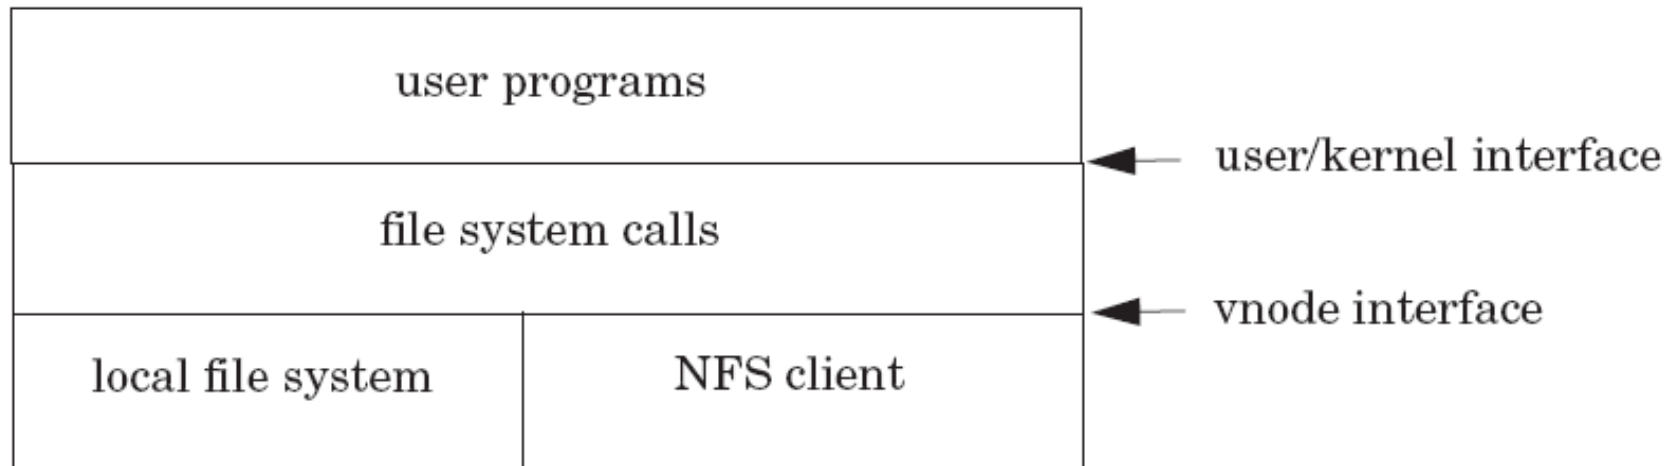 user programs
user/kernel interface
file system calls
vnode interface
local file system
NFS client